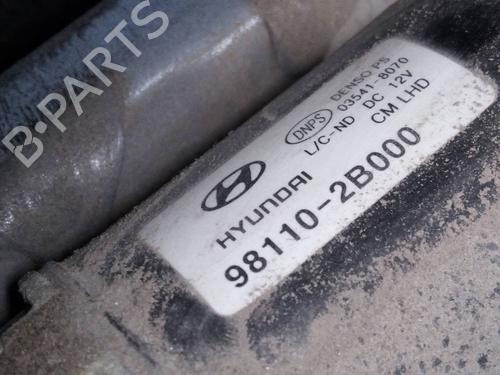 B-PARTS
DNPS DENSO PS
03541-8070
L/C-ND DC 12V
CM LHD
HYUNDAI
98110-2B000